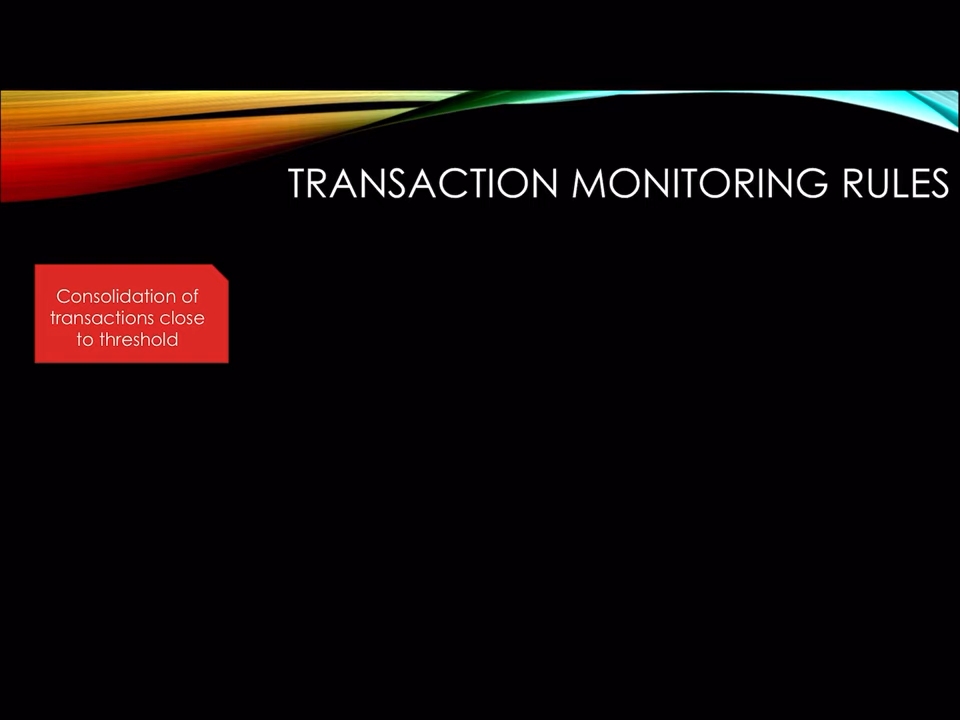 TRANSACTION MONITORING RULES
Consolidation of
transactions close
to threshold